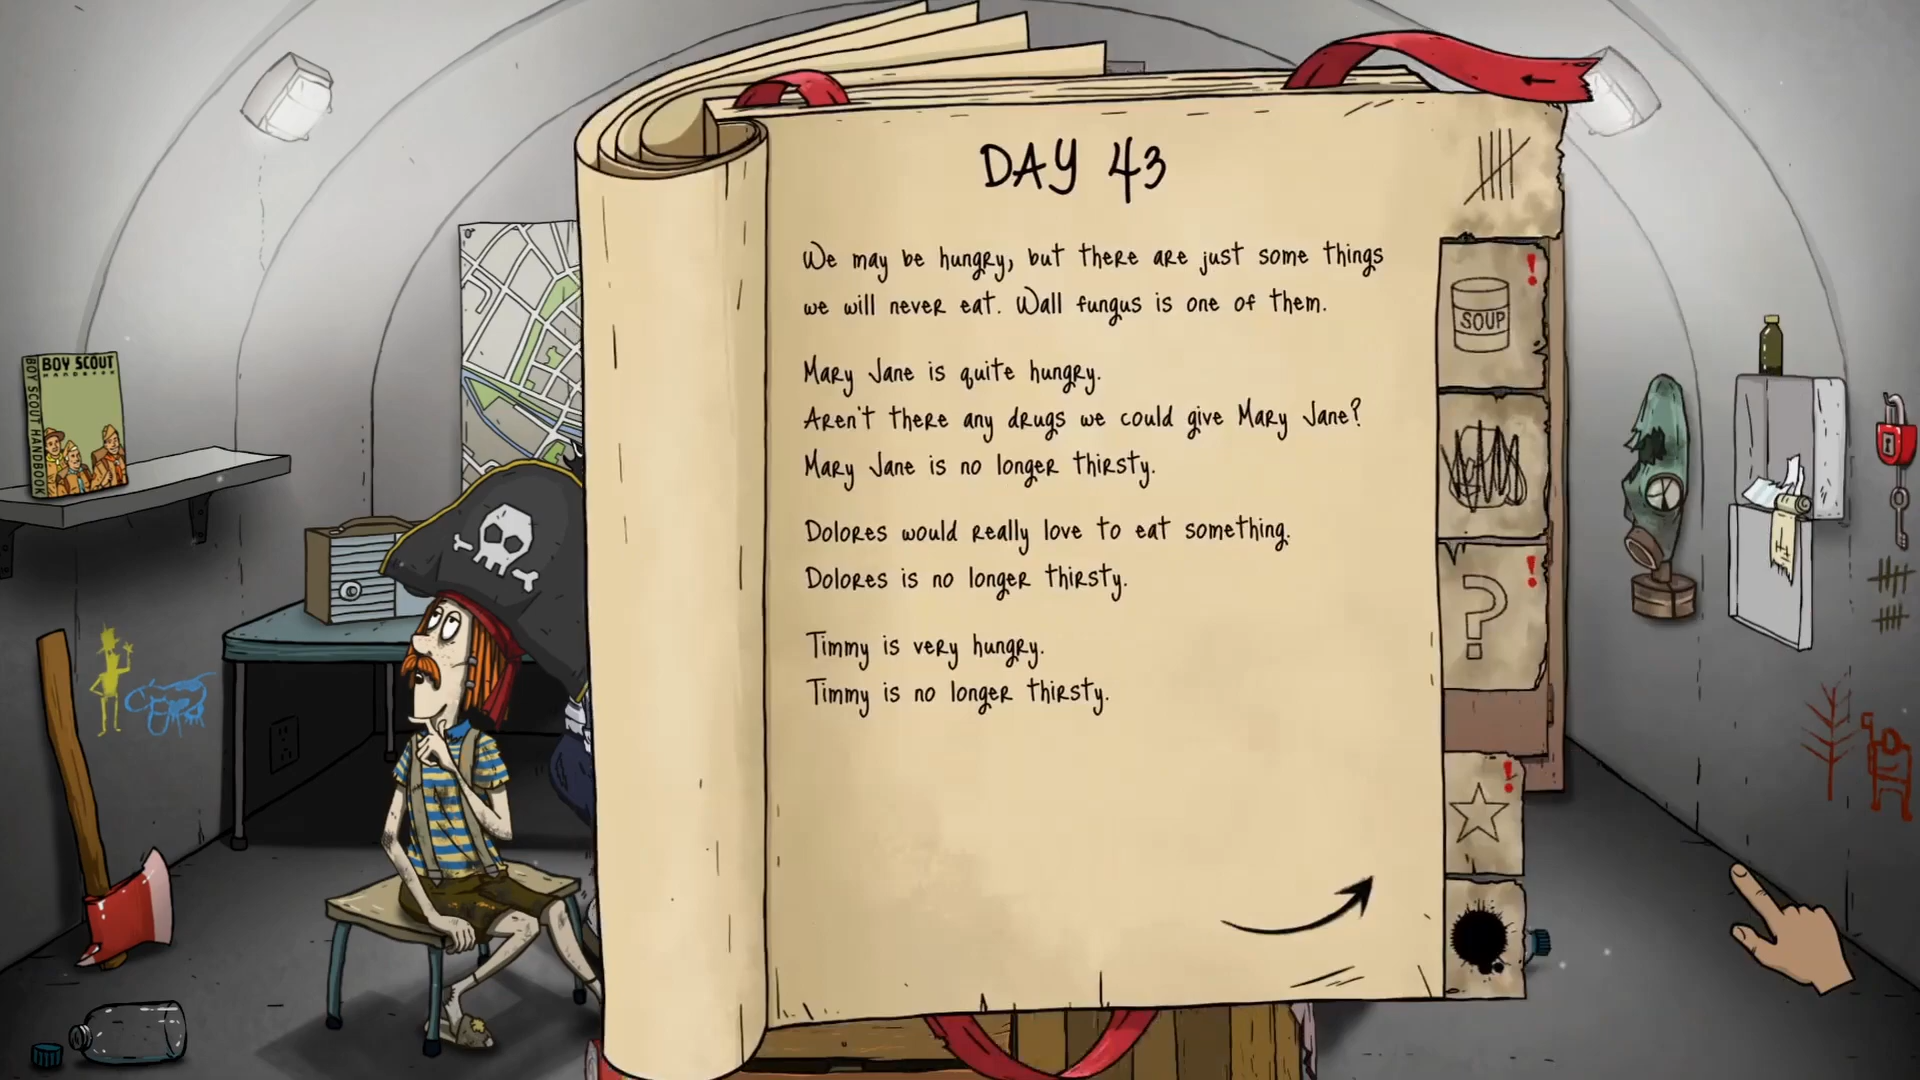 DAY 43
We may be hungry, but there are just some things
we will never eat. Wall fungus is one of them.
Mary Jane is quite hungry.
Aren't there any drugs we could give Mary Jane?
Mary Jane is no longer thirsty.
Dolores would really love to eat something.
Dolores is no longer thirsty.
Timmy is very hungry.
Timmy is no longer thirsty.
SOUP
BOY SCOUT
HANDBOOK
BOY SCOUT HANDBOOK